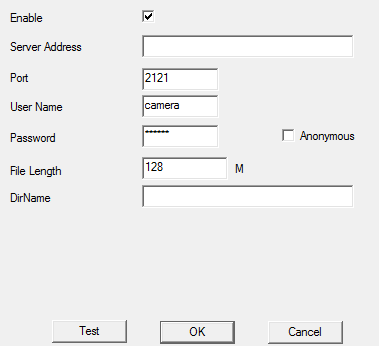 Enable
Server Address
Port 2121
User Name camera
Password ******
Anonymous
File Length 128 M
DirName
Test OK Cancel